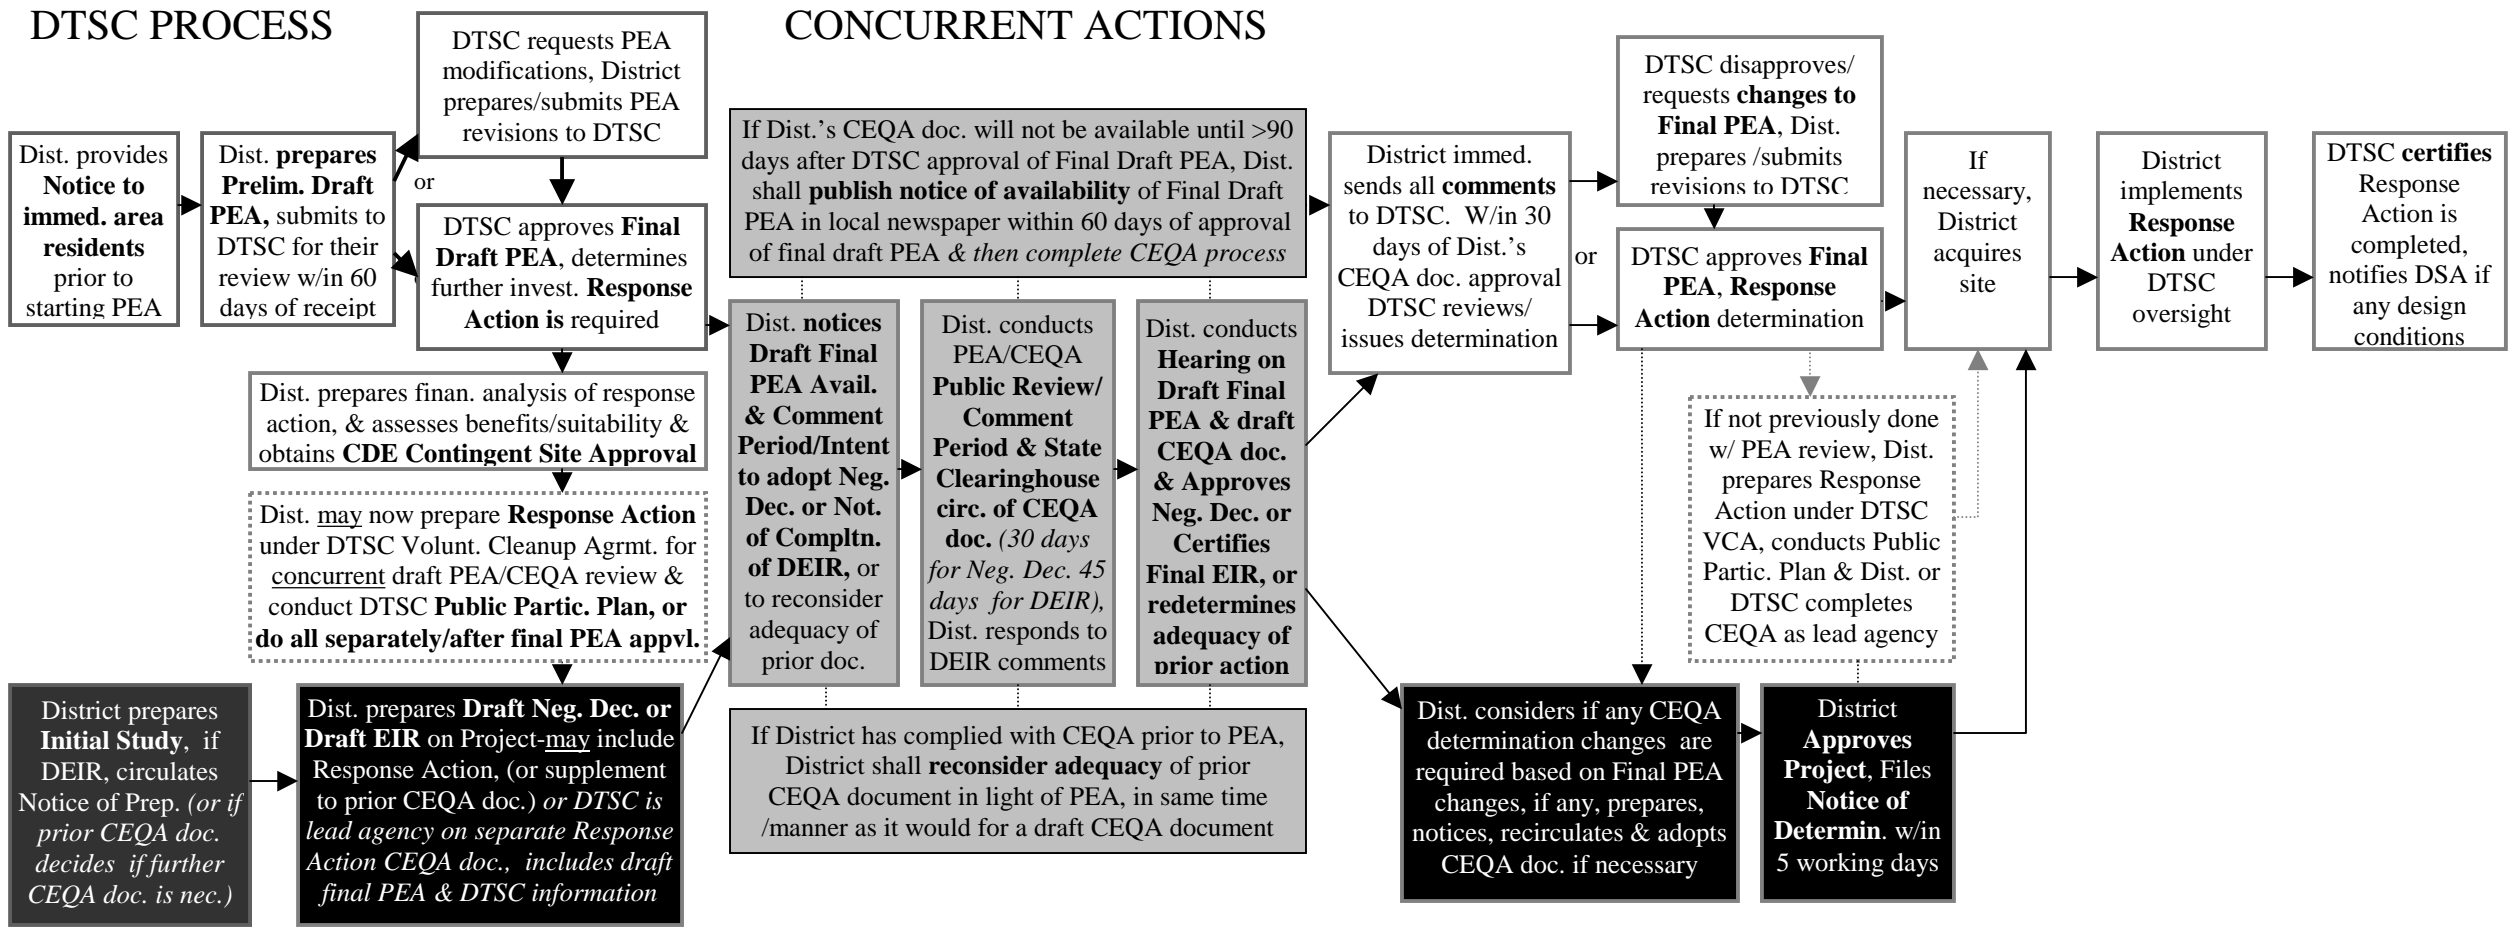 DTSC PROCESS
CONCURRENT ACTIONS
Dist. provides
Notice to
immed. area
residents
prior to
starting PEA
Dist. prepares
Prelim. Draft
PEA, submits to
DTSC for their
review w/in 60
days of receipt
or
DTSC requests PEA
modifications, District
prepares/submits PEA
revisions to DTSC
DTSC approves Final
Draft PEA, determines
further invest. Response
Action is required
Dist. prepares finan. analysis of response
action, & assesses benefits/suitability &
obtains CDE Contingent Site Approval
Dist. may now prepare Response Action
under DTSC Volunt. Cleanup Agrmt. for
concurrent draft PEA/CEQA review &
conduct DTSC Public Partic. Plan, or
do all separately/after final PEA appvl.
District prepares
Initial Study, if
DEIR, circulates
Notice of Prep. (or if
prior CEQA doc.
decides if further
CEQA doc. is nec.)
Dist. prepares Draft Neg. Dec. or
Draft EIR on Project-may include
Response Action, (or supplement
to prior CEQA doc.) or DTSC is
lead agency on separate Response
Action CEQA doc., includes draft
final PEA & DTSC information
If Dist.'s CEQA doc. will not be available until >90
days after DTSC approval of Final Draft PEA, Dist.
shall publish notice of availability of Final Draft
PEA in local newspaper within 60 days of approval
of final draft PEA & then complete CEQA process
Dist. notices
Draft Final
PEA Avail.
& Comment
Period/Intent
to adopt Neg.
Dec. or Not.
of Compltn.
of DEIR, or
to reconsider
adequacy of
prior doc.
Dist. conducts
PEA/CEQA
Public Review/
Comment
Period & State
Clearinghouse
circ. of CEQA
doc. (30 days
for Neg. Dec. 45
days for DEIR),
Dist. responds to
DEIR comments
Dist. conducts
Hearing on
Draft Final
PEA & draft
CEQA doc.
& Approves
Neg. Dec. or
Certifies
Final EIR, or
redetermines
adequacy of
prior action
If District has complied with CEQA prior to PEA,
District shall reconsider adequacy of prior
CEQA document in light of PEA, in same time
/manner as it would for a draft CEQA document
District immed.
sends all comments
to DTSC. W/in 30
days of Dist.'s
CEQA doc. approval
DTSC reviews/
issues determination
or
DTSC disapproves/
requests changes to
Final PEA, Dist.
prepares /submits
revisions to DTSC
DTSC approves Final
PEA, Response
Action determination
If
necessary,
District
acquires
site
District
implements
Response
Action under
DTSC
oversight
DTSC certifies
Response
Action is
completed,
notifies DSA if
any design
conditions
If not previously done
w/ PEA review, Dist.
prepares Response
Action under DTSC
VCA, conducts Public
Partic. Plan & Dist. or
DTSC completes
CEQA as lead agency
Dist. considers if any CEQA
determination changes are
required based on Final PEA
changes, if any, prepares,
notices, recirculates & adopts
CEQA doc. if necessary
District
Approves
Project, Files
Notice of
Determin. w/in
5 working days